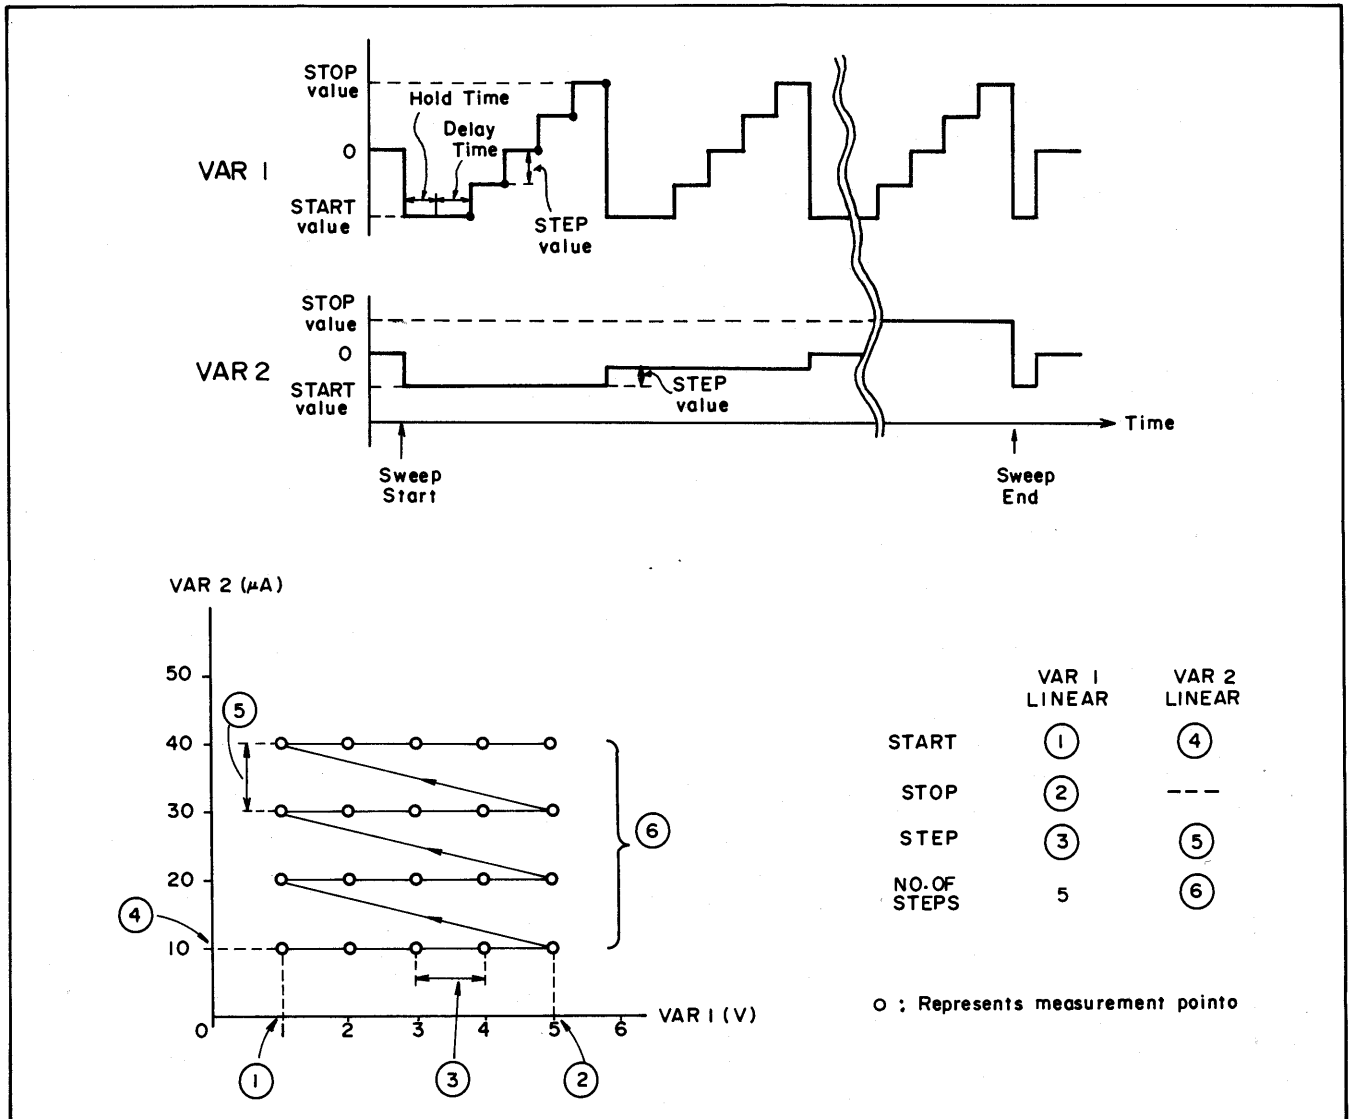 STOP
value
Hold Time
Delay
Time
VAR 1
0
START
value
STEP
value
STOP
value
0
VAR 2
START
value
STEP
value
Time
Sweep
Start
Sweep
End
VAR 2 (μA)
50
40
30
20
10
0
2
3
4
5
6
VAR 1 (V)
5
6
4
1
3
2
VAR 1 VAR 2
LINEAR LINEAR
START 1 4
STOP 2 ---
STEP 3 5
NO. OF
STEPS 5 6
o : Represents measurement pointo